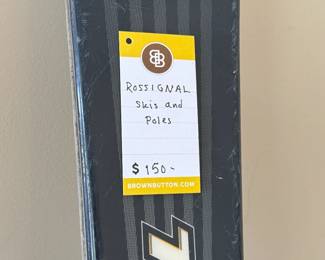 BB
ROSSIGNAL
Skis and
Poles
$150-
BROWNBUTTON.COM